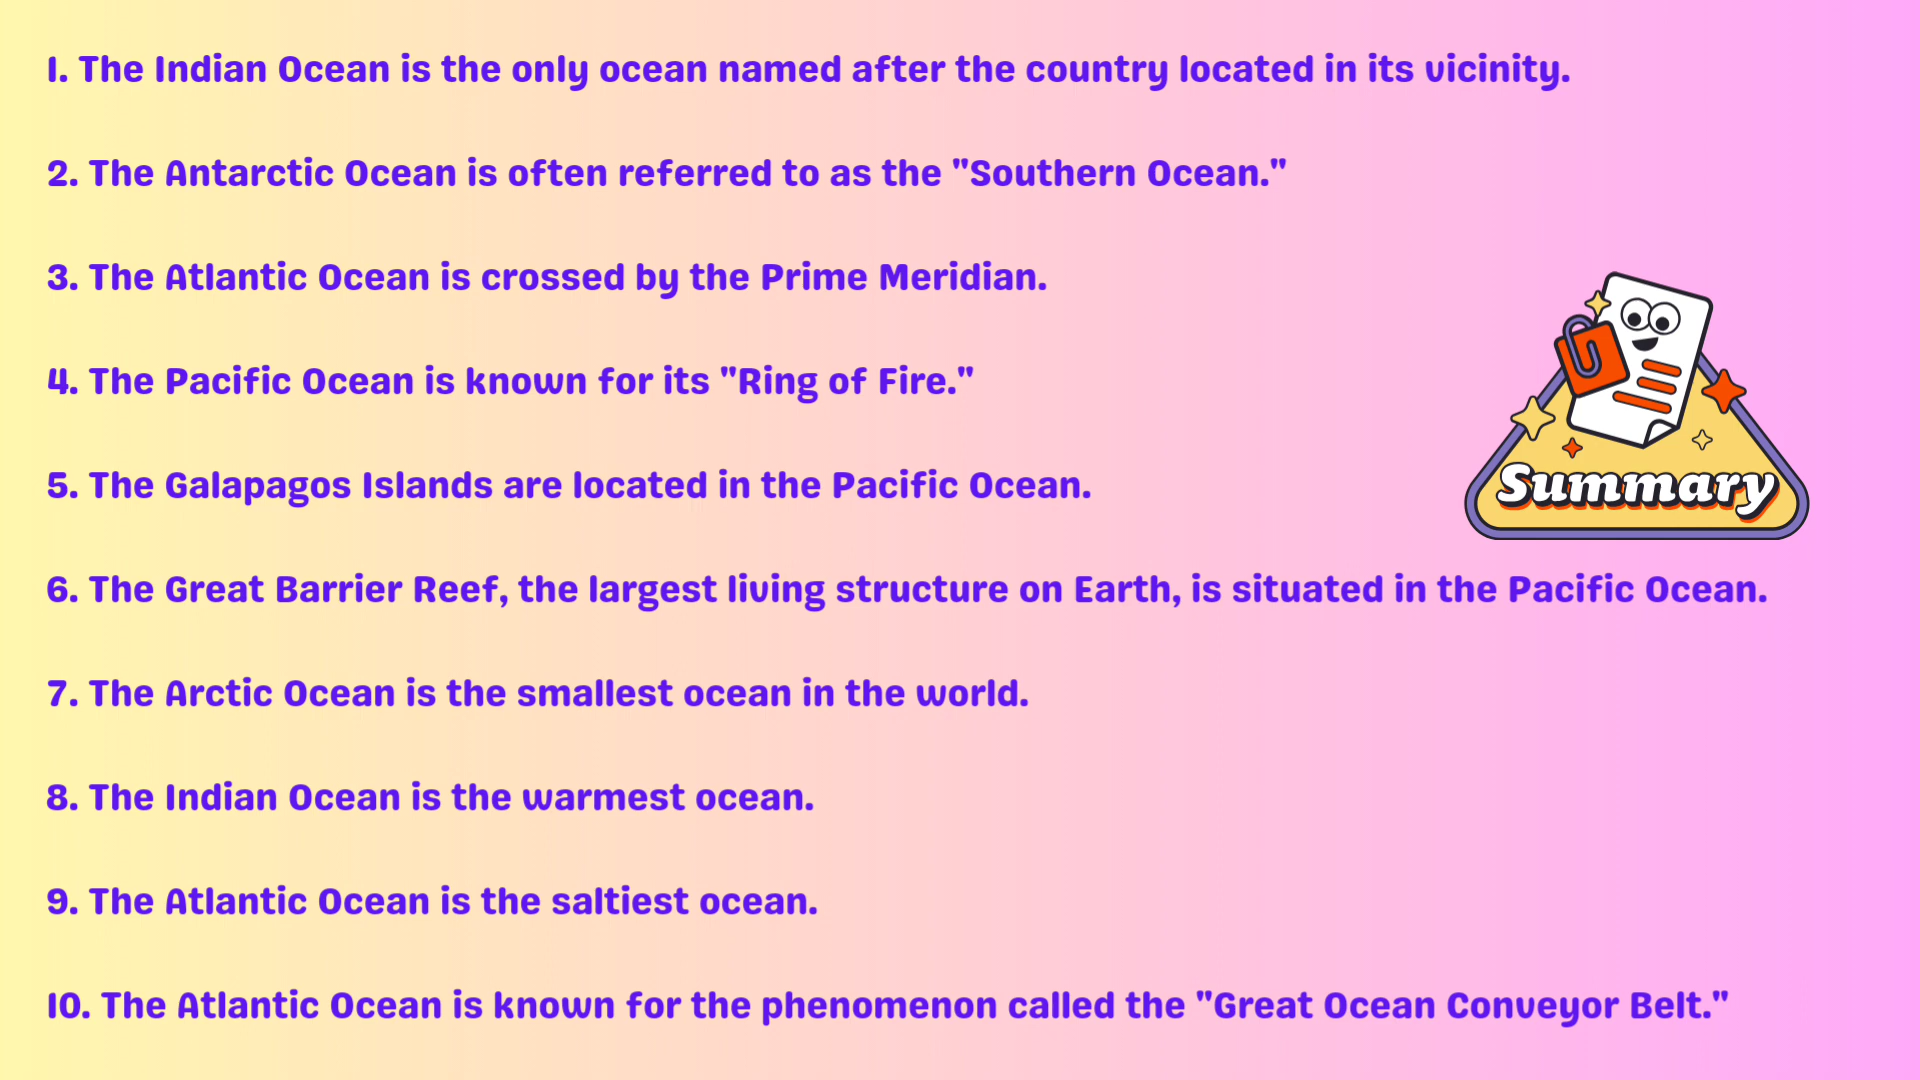 1. The Indian Ocean is the only ocean named after the country located in its vicinity.
2. The Antarctic Ocean is often referred to as the "Southern Ocean."
3. The Atlantic Ocean is crossed by the Prime Meridian.
4. The Pacific Ocean is known for its "Ring of Fire."
5. The Galapagos Islands are located in the Pacific Ocean.
Summary
6. The Great Barrier Reef, the largest living structure on Earth, is situated in the Pacific Ocean.
7. The Arctic Ocean is the smallest ocean in the world.
8. The Indian Ocean is the warmest ocean.
9. The Atlantic Ocean is the saltiest ocean.
10. The Atlantic Ocean is known for the phenomenon called the "Great Ocean Conveyor Belt."